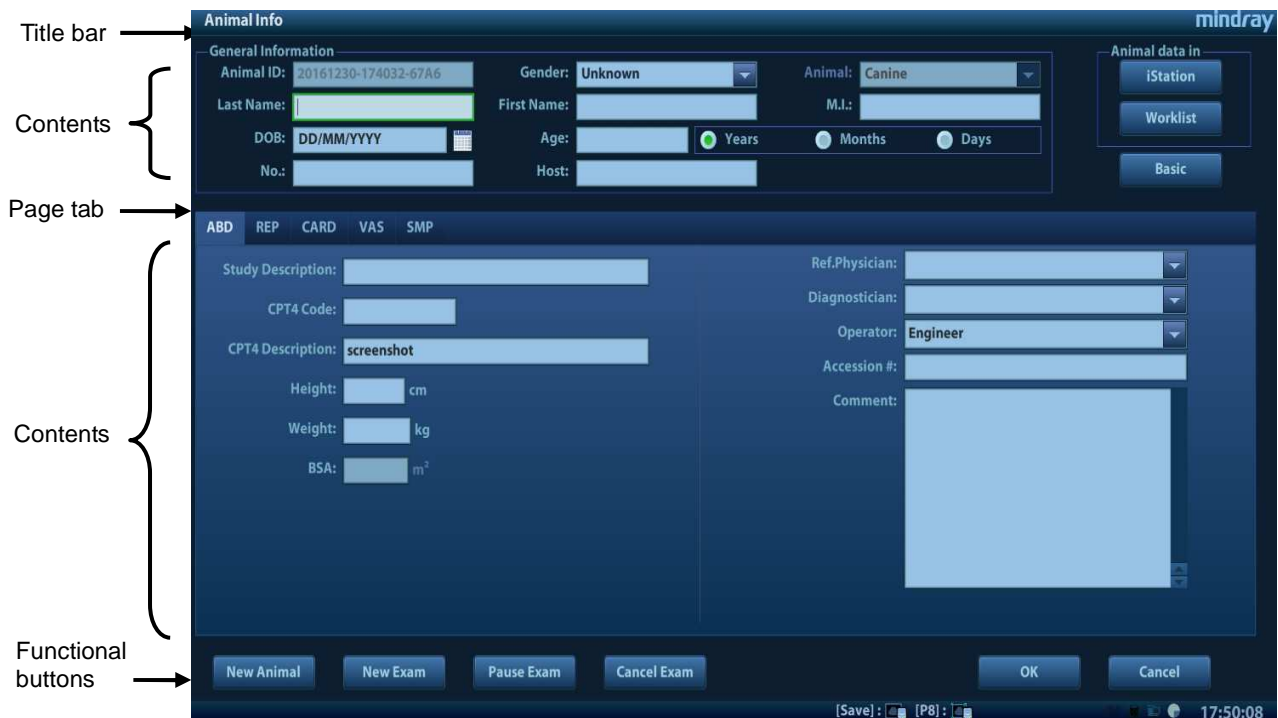 Title bar
Animal Info mindray
General Information Animal data in
Animal ID: 20161230-174032-67A6 Gender: Unknown Animal: Canine iStation
Contents
Last Name: First Name: M.I.: Worklist
DOB: DD/MM/YYYY Age: Years Months Days
No.: Host: Basic
Page tab
ABD REP CARD VAS SMP
Contents
Study Description: Ref.Physician:
CPT4 Code: Diagnostician:
CPT4 Description: screenshot Operator: Engineer
Accession #:
Height: cm Comment:
Weight: kg
BSA: m²
Functional
buttons
New Animal New Exam Pause Exam Cancel Exam OK Cancel
[Save] : [P8] : 17:50:08